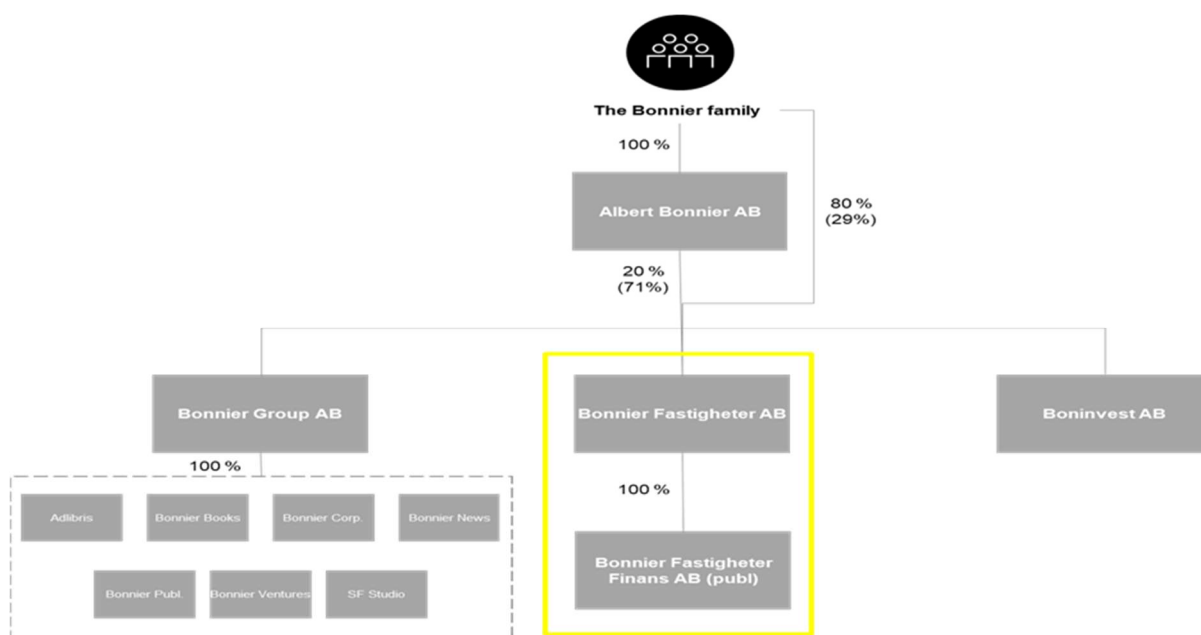 The Bonnier family
100 %
Albert Bonnier AB
80 %
(29%)
20 %
(71%)
Bonnier Group AB
Bonnier Fastigheter AB
Boninvest AB
100 %
100 %
Adlibris
Bonnier Books
Bonnier Corp.
Bonnier News
Bonnier Fastigheter
Finans AB (publ)
Bonnier Publ.
Bonnier Ventures
SF Studio